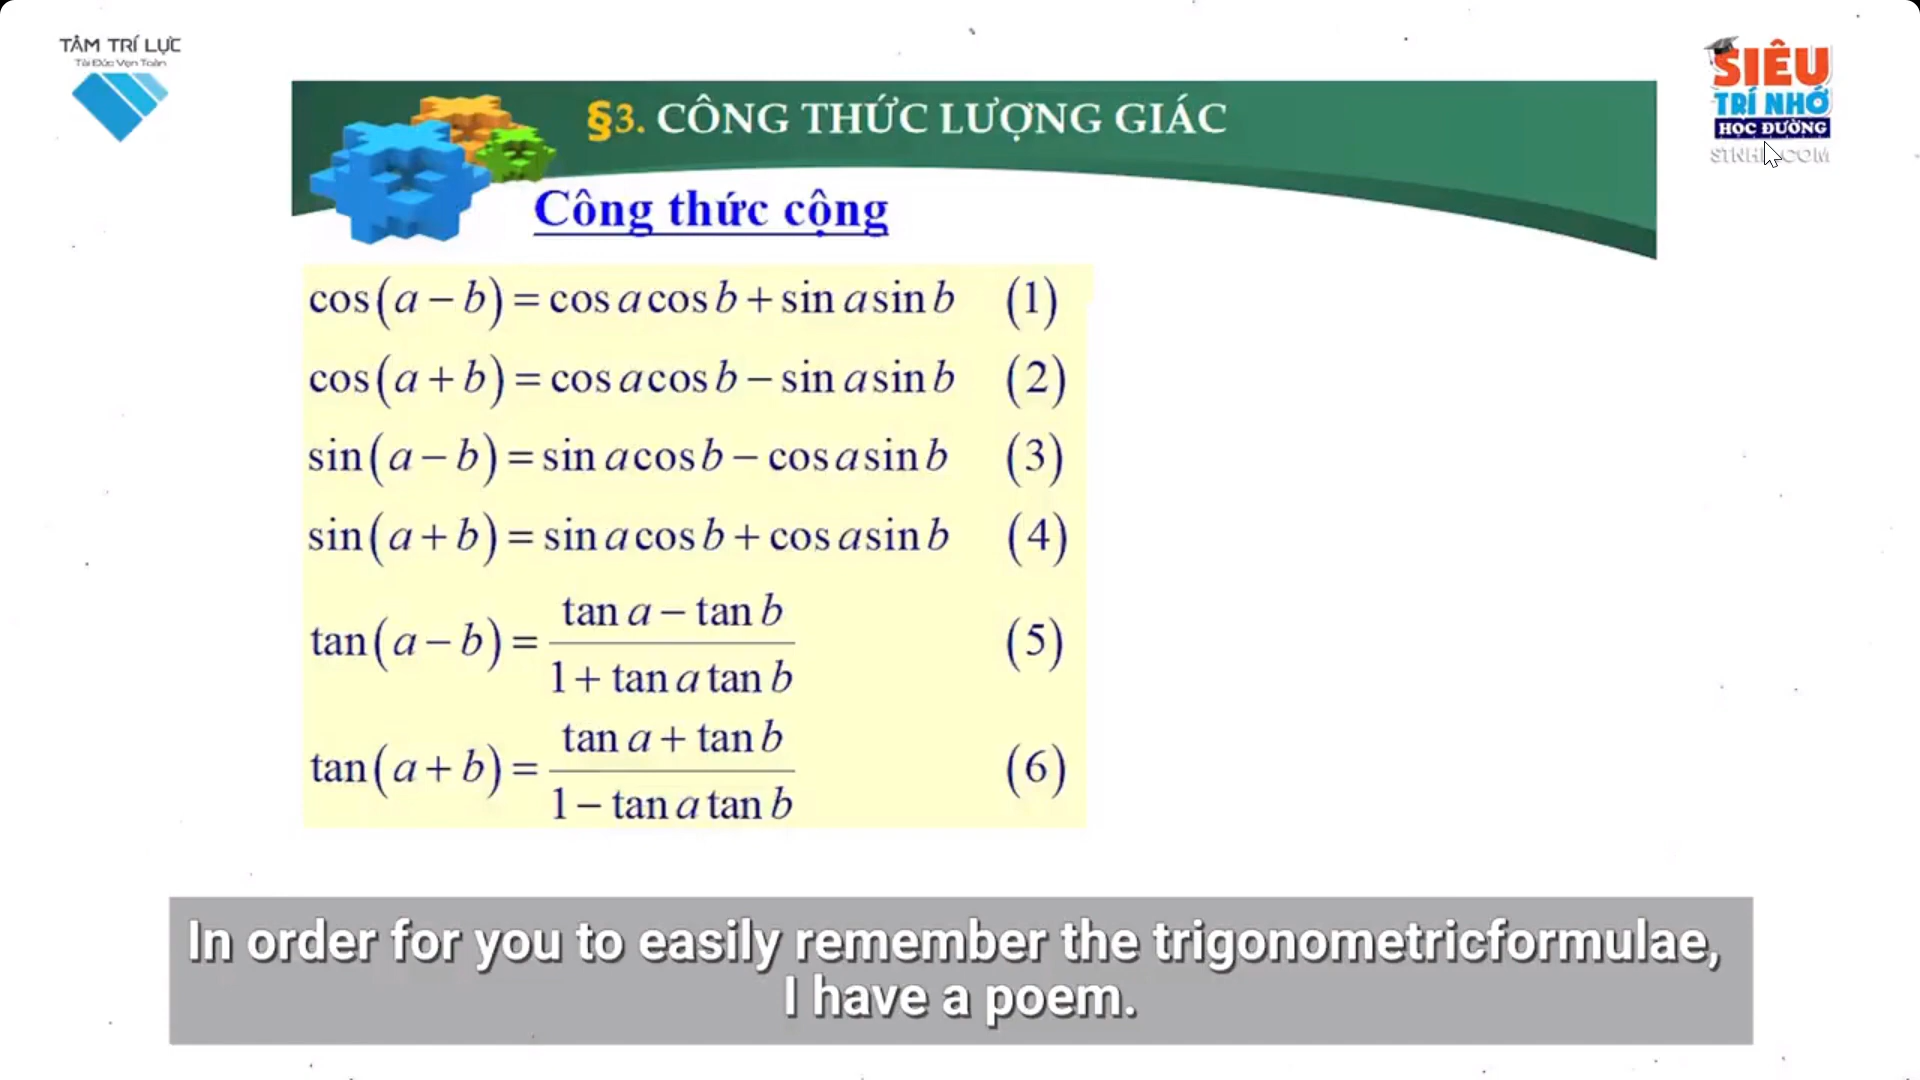 TÂM TRÍ LỰC
Tài Đức Vẹn Toàn
SIÊU
TRÍ NHỚ
HỌC ĐƯỜNG
§3. CÔNG THỨC LƯỢNG GIÁC
Công thức cộng
cos(a − b) = cos a cos b + sin a sin b (1)
cos(a + b) = cos a cos b − sin a sin b (2)
sin(a − b) = sin a cos b − cos a sin b (3)
sin(a + b) = sin a cos b + cos a sin b (4)
tan a − tan b
tan(a − b) = (5)
1 + tan a tan b
tan a + tan b
tan(a + b) = (6)
1 − tan a tan b
In order for you to easily remember the trigonometricformulae,
I have a poem.